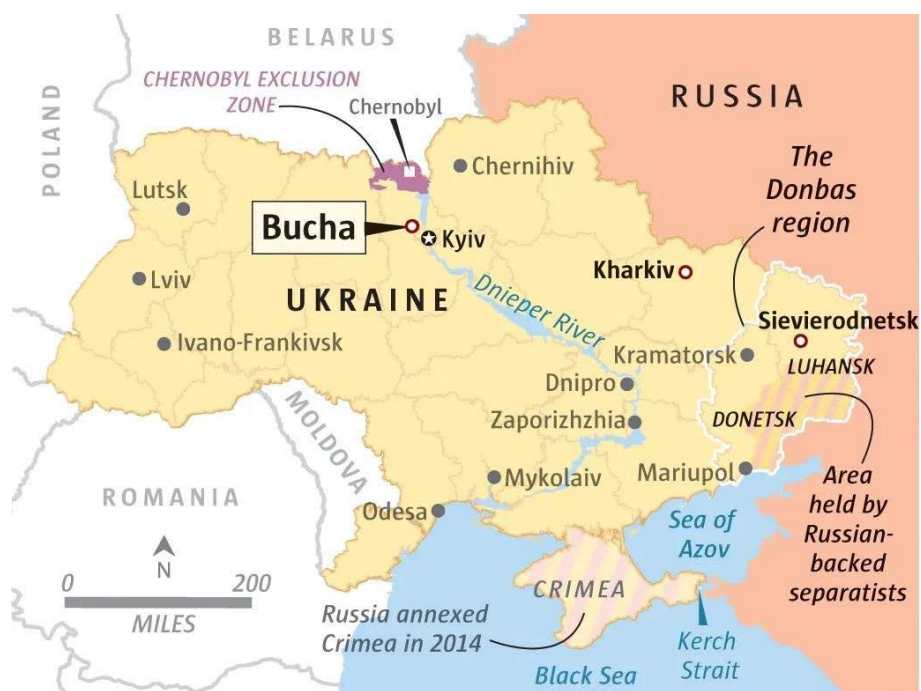 BELARUS
CHERNOBYL EXCLUSION
ZONE
Chernobyl
POLAND
RUSSIA
Chernihiv
The
Donbas
region
Lutsk
Bucha
Kyiv
Lviv
Kharkiv
UKRAINE
Dnieper River
Sievierodnetsk
Ivano-Frankivsk
Kramatorsk
LUHANSK
Dnipro
MOLDOVA
Zaporizhzhia
DONETSK
Mykolaiv
Mariupol
Area
held by
Russian-
backed
separatists
ROMANIA
Odesa
Sea of
Azov
N
0 200
MILES
CRIMEA
Russia annexed
Crimea in 2014
Kerch
Strait
Black Sea